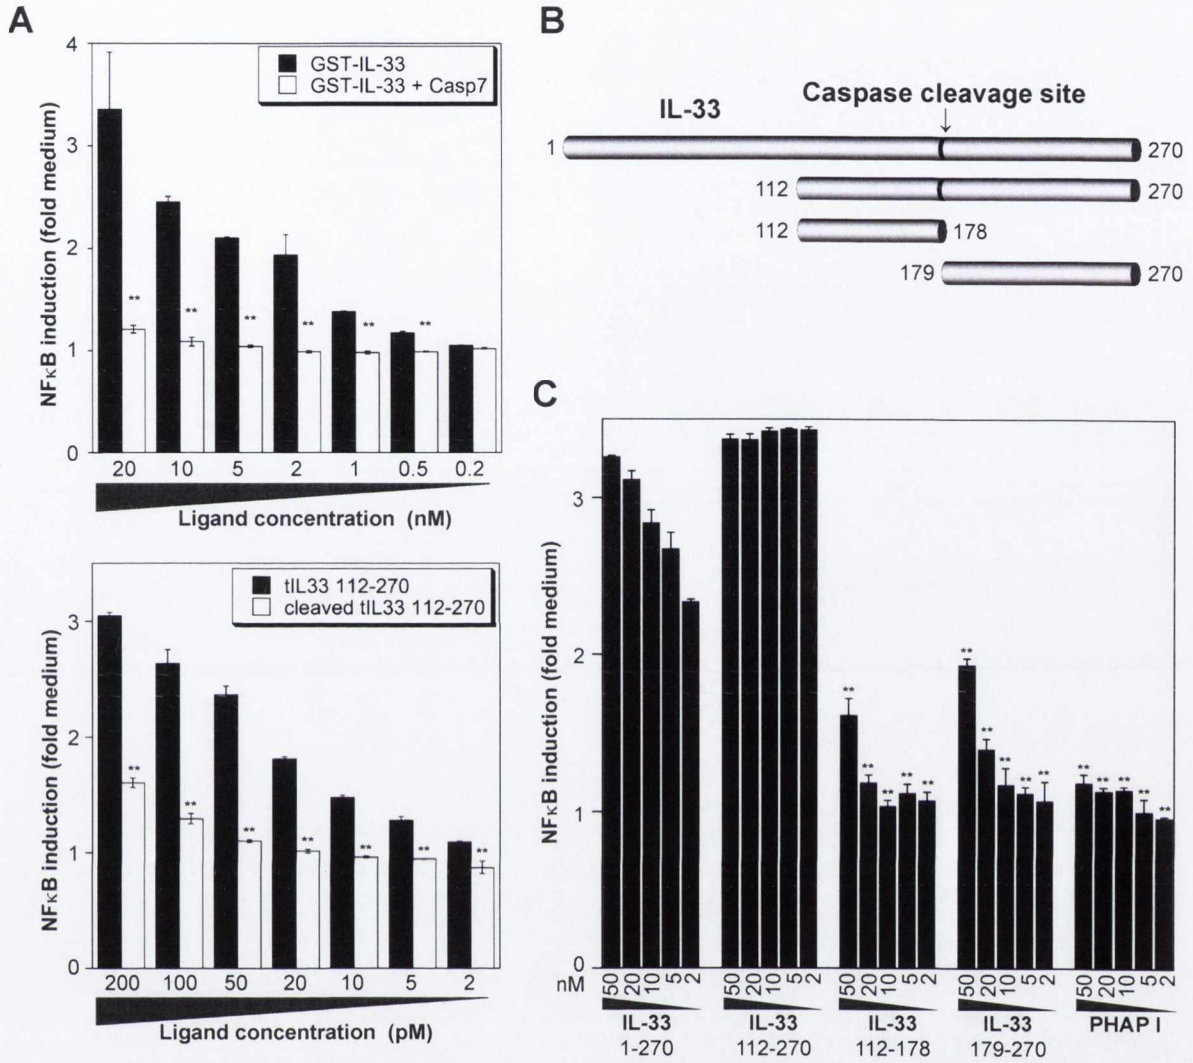 A
4
3
2
1
0
NFκB induction (fold medium)
GST-IL-33
GST-IL-33 + Casp7
** ** ** ** ** **
20 10 5 2 1 0.5 0.2
Ligand concentration (nM)
3
2
1
0
NFκB induction (fold medium)
tIL33 112-270
cleaved tIL33 112-270
** ** ** ** ** ** **
200 100 50 20 10 5 2
Ligand concentration (pM)
B
Caspase cleavage site
IL-33
1 270
112 270
112 178
179 270
C
3
2
1
0
NFκB induction (fold medium)
** ** ** ** **
** ** ** ** **
** ** ** ** **
nM 50 20 10 5 2 50 20 10 5 2 50 20 10 5 2 50 20 10 5 2 50 20 10 5 2
IL-33 IL-33 IL-33 IL-33 PHAP I
1-270 112-270 112-178 179-270